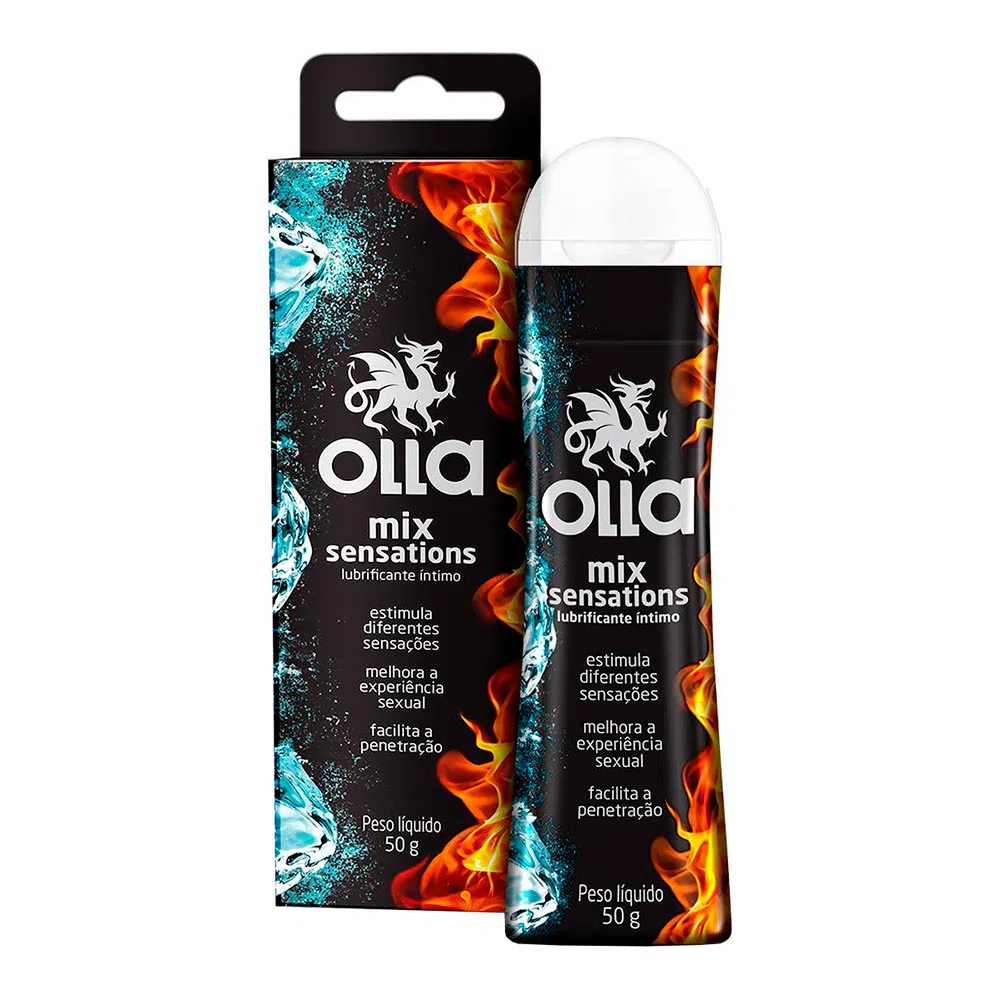 olla
mix
sensations
lubrificante íntimo
estimula
diferentes
sensações
melhora a
experiência
sexual
facilita a
penetração
Peso líquido
50 g
olla
mix
sensations
lubrificante íntimo
estimula
diferentes
sensações
melhora a
experiência
sexual
facilita a
penetração
Peso líquido
50 g